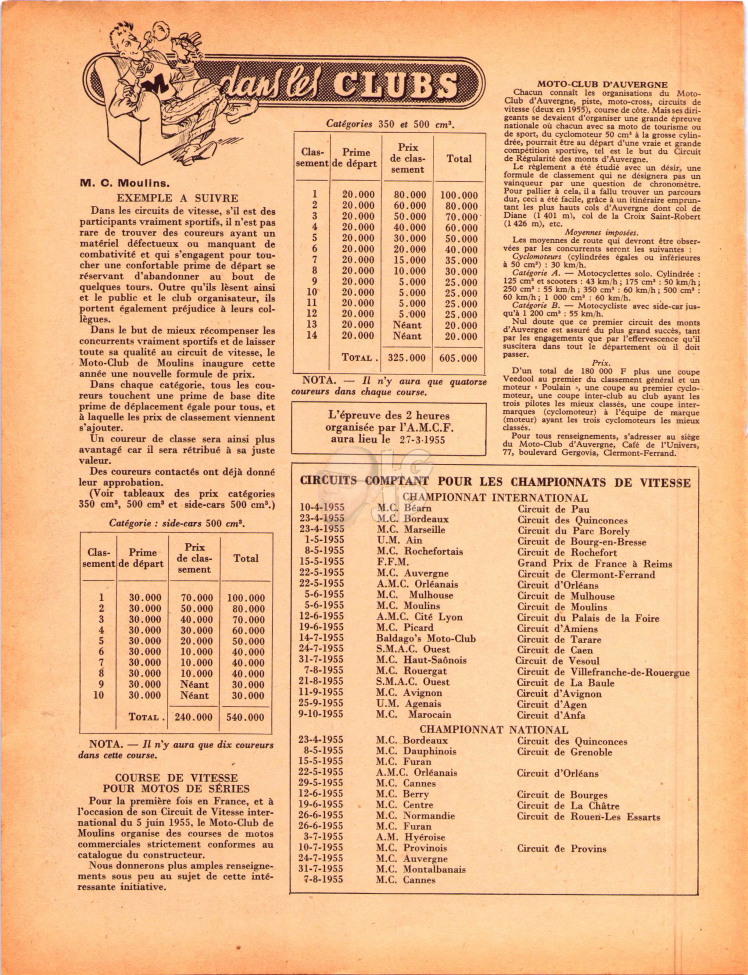 dans les CLUBS
M
M. C. Moulins.
EXEMPLE A SUIVRE
Dans les circuits de vitesse, s'il est des
participants vraiment sportifs, il n'est pas
rare de trouver des coureurs ayant un
matériel défectueux ou manquant de
combativité et qui s'engagent pour tou-
cher une confortable prime de départ se
réservant d'abandonner au bout de
quelques tours. Outre qu'ils lèsent ainsi
et le public et le club organisateur, ils
portent également préjudice à leurs col-
lègues.
Dans le but de mieux récompenser les
concurrents vraiment sportifs et de laisser
toute sa qualité au circuit de vitesse, le
Moto-Club de Moulins inaugure cette
année une nouvelle formule de prix.
Dans chaque catégorie, tous les cou-
reurs touchent une prime de base dite
prime de déplacement égale pour tous, et
à laquelle les prix de classement viennent
s'ajouter.
Un coureur de classe sera ainsi plus
avantagé car il sera rétribué à sa juste
valeur.
Des coureurs contactés ont déjà donné
leur approbation.
(Voir tableaux des prix catégories
350 cm³, 500 cm³ et side-cars 500 cm³.)
Catégorie : side-cars 500 cm³.
Clas-sement Prime de départ Prix de clas-sement Total
1 30.000 70.000 100.000
2 30.000 50.000 80.000
3 30.000 40.000 70.000
4 30.000 30.000 60.000
5 30.000 20.000 50.000
6 30.000 10.000 40.000
7 30.000 10.000 40.000
8 30.000 10.000 40.000
9 30.000 Néant 30.000
10 30.000 Néant 30.000
TOTAL . 240.000 540.000
NOTA. — Il n'y aura que dix coureurs
dans cette course.
COURSE DE VITESSE
POUR MOTOS DE SÉRIES
Pour la première fois en France, et à
l'occasion de son Circuit de Vitesse inter-
national du 5 juin 1955, le Moto-Club de
Moulins organise des courses de motos
commerciales strictement conformes au
catalogue du constructeur.
Nous donnerons plus amples renseigne-
ments sous peu au sujet de cette inté-
ressante initiative.
Catégories 350 et 500 cm³.
Clas-sement Prime de départ Prix de clas-sement Total
1 20.000 80.000 100.000
2 20.000 60.000 80.000
3 20.000 50.000 70.000
4 20.000 40.000 60.000
5 20.000 30.000 50.000
6 20.000 20.000 40.000
7 20.000 15.000 35.000
8 20.000 10.000 30.000
9 20.000 5.000 25.000
10 20.000 5.000 25.000
11 20.000 5.000 25.000
12 20.000 5.000 25.000
13 20.000 Néant 20.000
14 20.000 Néant 20.000
TOTAL . 325.000 605.000
NOTA. — Il n'y aura que quatorze
coureurs dans chaque course.
L'épreuve des 2 heures
organisée par l'A.M.C.F.
aura lieu le 27-3-1955
MOTO-CLUB D'AUVERGNE
Chacun connaît les organisations du Moto-
Club d'Auvergne, piste, moto-cross, circuits de
vitesse (deux en 1955), course de côte. Mais ses diri-
geants se devaient d'organiser une grande épreuve
nationale où chacun avec sa moto de tourisme ou
de sport, du cyclomoteur 50 cm³ à la grosse cylin-
drée, pourrait être au départ d'une vraie et grande
compétition sportive, tel est le but du Circuit
de Régularité des monts d'Auvergne.
Le règlement a été étudié avec un désir, une
formule de classement qui ne désignera pas un
vainqueur par une question de chronomètre.
Pour pallier à cela, il a fallu trouver un parcours
dur, ceci a été facile, grâce à un itinéraire emprun-
tant les plus hauts cols d'Auvergne dont col de
Diane (1 401 m), col de la Croix Saint-Robert
(1 426 m), etc.
Moyennes imposées.
Les moyennes de route qui devront être obser-
vées par les concurrents seront les suivantes :
Cyclomoteurs (cylindrées égales ou inférieures
à 50 cm³) : 30 km/h.
Catégorie A. — Motocyclettes solo. Cylindrée :
125 cm³ et scooters : 43 km/h ; 175 cm³ : 50 km/h ;
250 cm³ : 55 km/h ; 350 cm³ : 60 km/h ; 500 cm³ :
60 km/h ; 1 000 cm³ : 60 km/h.
Catégorie B. — Motocycliste avec side-car jus-
qu'à 1 200 cm³ : 55 km/h.
Nul doute que ce premier circuit des monts
d'Auvergne est assuré du plus grand succès, tant
par les engagements que par l'effervescence qu'il
suscitera dans tout le département où il doit
passer.
Prix.
D'un total de 180 000 F plus une coupe
Veedool au premier du classement général et un
moteur « Poulain », une coupe au premier cyclo-
moteur, une coupe inter-club au club ayant les
trois pilotes les mieux classés, une coupe inter-
marques (cyclomoteur) à l'équipe de marque
(moteur) ayant les trois cyclomoteurs les mieux
classés.
Pour tous renseignements, s'adresser au siège
du Moto-Club d'Auvergne, Café de l'Univers,
77, boulevard Gergovia, Clermont-Ferrand.
CIRCUITS COMPTANT POUR LES CHAMPIONNATS DE VITESSE
CHAMPIONNAT INTERNATIONAL
10-4-1955 M.C. Béarn Circuit de Pau
23-4-1955 M.C. Bordeaux Circuit des Quinconces
23-4-1955 M.C. Marseille Circuit du Parc Borely
1-5-1955 U.M. Ain Circuit de Bourg-en-Bresse
8-5-1955 M.C. Rochefortais Circuit de Rochefort
15-5-1955 F.F.M. Grand Prix de France à Reims
22-5-1955 M.C. Auvergne Circuit de Clermont-Ferrand
22-5-1955 A.M.C. Orléanais Circuit d'Orléans
5-6-1955 M.C. Mulhouse Circuit de Mulhouse
5-6-1955 M.C. Moulins Circuit de Moulins
12-6-1955 A.M.C. Cité Lyon Circuit du Palais de la Foire
19-6-1955 M.C. Picard Circuit d'Amiens
14-7-1955 Baldago's Moto-Club Circuit de Tarare
24-7-1955 S.M.A.C. Ouest Circuit de Caen
31-7-1955 M.C. Haut-Saônois Circuit de Vesoul
7-8-1955 M.C. Rouergat Circuit de Villefranche-de-Rouergue
21-8-1955 S.M.A.C. Ouest Circuit de La Baule
11-9-1955 M.C. Avignon Circuit d'Avignon
25-9-1955 U.M. Agenais Circuit d'Agen
9-10-1955 M.C. Marocain Circuit d'Anfa
CHAMPIONNAT NATIONAL
23-4-1955 M.C. Bordeaux Circuit des Quinconces
8-5-1955 M.C. Dauphinois Circuit de Grenoble
15-5-1955 M.C. Furan
22-5-1955 A.M.C. Orléanais Circuit d'Orléans
29-5-1955 M.C. Cannes
12-6-1955 M.C. Berry Circuit de Bourges
19-6-1955 M.C. Centre Circuit de La Châtre
26-6-1955 M.C. Normandie Circuit de Rouen-Les Essarts
26-6-1955 M.C. Furan
3-7-1955 A.M. Hyéroise
10-7-1955 M.C. Provinois Circuit de Provins
24-7-1955 M.C. Auvergne
31-7-1955 M.C. Montalbanais
7-8-1955 M.C. Cannes